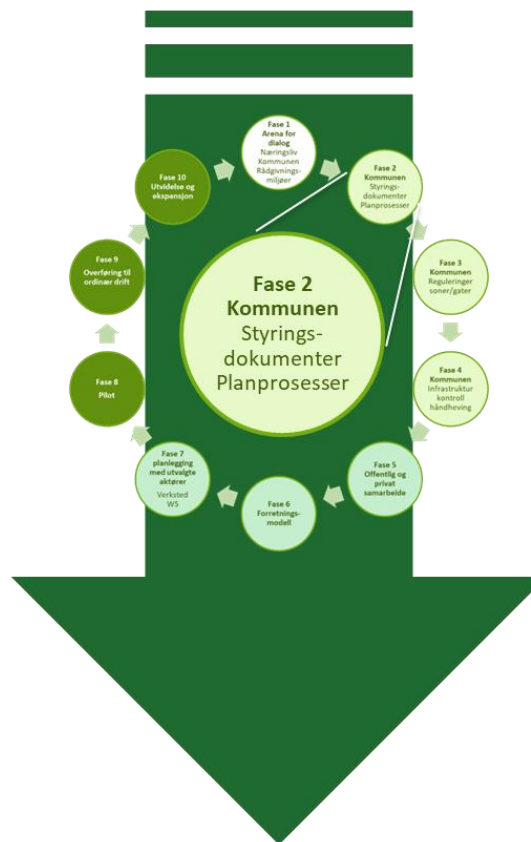 Fase 1
Arena for
dialog
Næringsliv
Kommunen
Rådgivnings-
miljøer
Fase 2
Kommunen
Styrings-
dokumenter
Planprosesser
Fase 3
Kommunen
Reguleringer
soner/gater
Fase 4
Kommunen
Infrastruktur
kontroll
håndheving
Fase 5
Offentlig og
privat
samarbeide
Fase 6
Forretnings-
modell
Fase 7
planlegging
med utvalgte
aktører
Verksted
WS
Fase 8
Pilot
Fase 9
Overføring til
ordinær drift
Fase 10
Utvidelse og
ekspansjon
Fase 2
Kommunen
Styrings-
dokumenter
Planprosesser